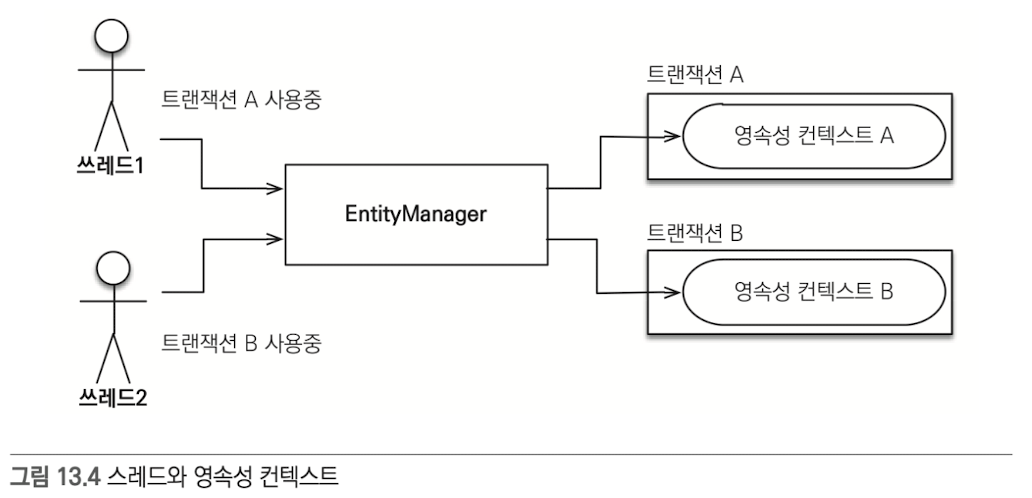 트랜잭션 A 사용중
쓰레드1
EntityManager
트랜잭션 A
영속성 컨텍스트 A
트랜잭션 B
영속성 컨텍스트 B
트랜잭션 B 사용중
쓰레드2
그림 13.4 스레드와 영속성 컨텍스트